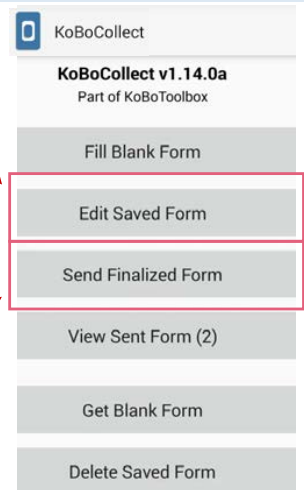 KoBoCollect
KoBoCollect v1.14.0a
Part of KoBoToolbox
Fill Blank Form
Edit Saved Form
Send Finalized Form
View Sent Form (2)
Get Blank Form
Delete Saved Form